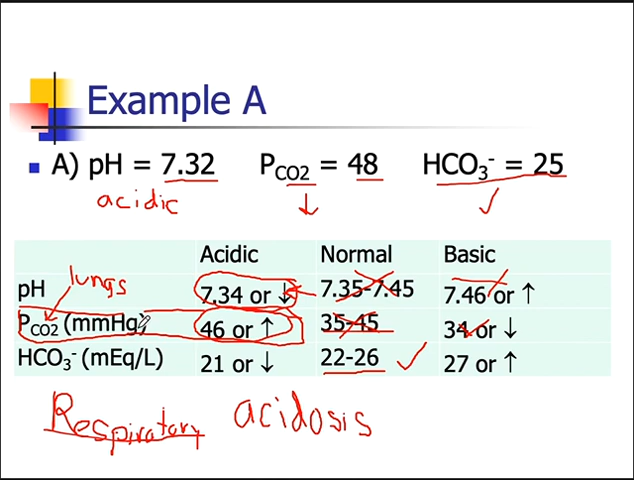 Example A
A) pH = 7.32 PCO2 = 48 HCO3- = 25
acidic ↓ ✓
Acidic Normal Basic
lungs
pH 7.34 or ↓ 7.35-7.45 7.46 or ↑
PCO2 (mmHg) 46 or ↑ 35-45 34 or ↓
HCO3- (mEq/L) 21 or ↓ 22-26 ✓ 27 or ↑
Respiratory acidosis